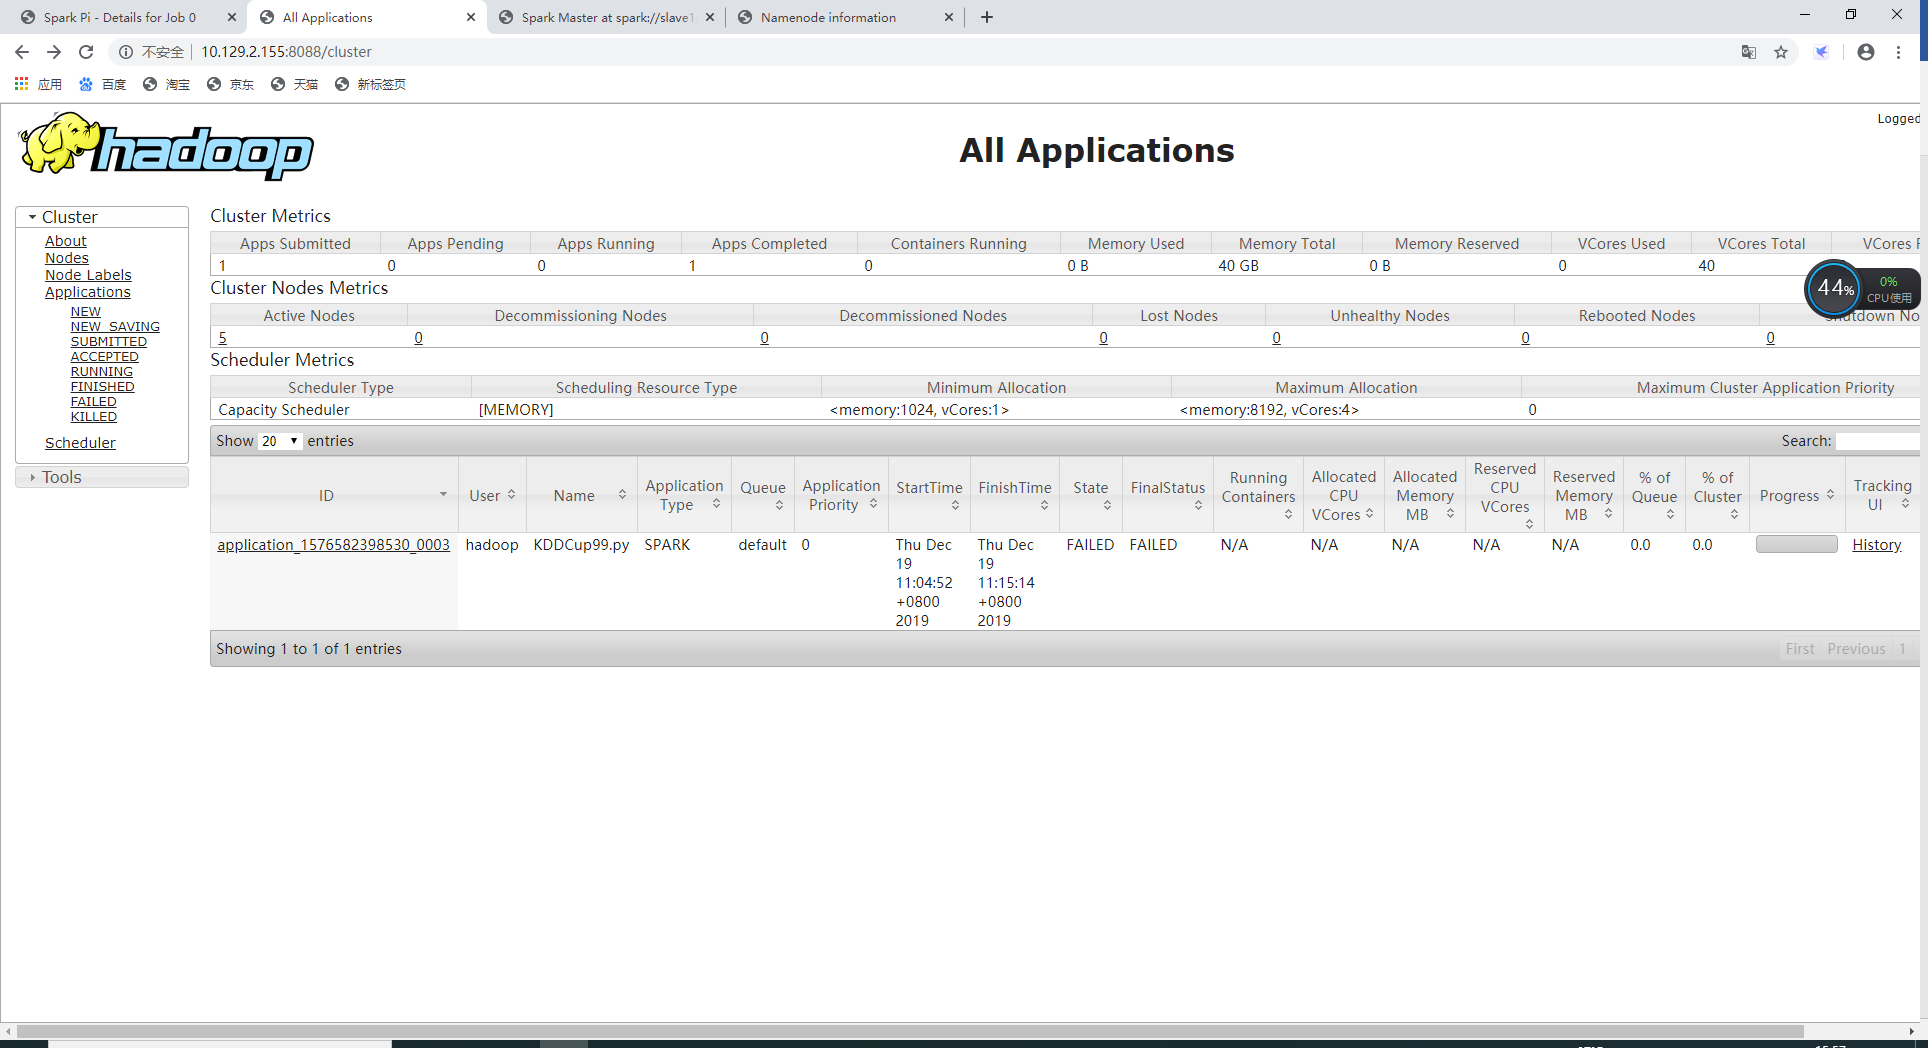 Spark Pi - Details for Job 0
All Applications
Spark Master at spark://slave1
Namenode information
不安全
10.129.2.155:8088/cluster
应用 百度 淘宝 京东 天猫 新标签页
hadoop
Logged
All Applications
Cluster
About
Nodes
Node Labels
Applications
NEW
NEW_SAVING
SUBMITTED
ACCEPTED
RUNNING
FINISHED
FAILED
KILLED
Scheduler
Tools
Cluster Metrics
Apps Submitted Apps Pending Apps Running Apps Completed Containers Running Memory Used Memory Total Memory Reserved VCores Used VCores Total VCores
1 0 0 1 0 0 B 40 GB 0 B 0 40
44%
0%
CPU使用
Cluster Nodes Metrics
Active Nodes Decommissioning Nodes Decommissioned Nodes Lost Nodes Unhealthy Nodes Rebooted Nodes
5 0 0 0 0 0 0
Scheduler Metrics
Scheduler Type Scheduling Resource Type Minimum Allocation Maximum Allocation Maximum Cluster Application Priority
Capacity Scheduler [MEMORY] <memory:1024, vCores:1> <memory:8192, vCores:4> 0
Show 20 entries
Search:
ID
User
Name
Application Type
Queue
Application Priority
StartTime
FinishTime
State
FinalStatus
Running Containers
Allocated CPU VCores
Allocated Memory MB
Reserved CPU VCores
Reserved Memory MB
% of Queue
% of Cluster
Progress
Tracking UI
application_1576582398530_0003 hadoop KDDCup99.py SPARK default 0 Thu Dec 19 11:04:52 +0800 2019 Thu Dec 19 11:15:14 +0800 2019 FAILED FAILED N/A N/A N/A N/A N/A 0.0 0.0 History
Showing 1 to 1 of 1 entries
First Previous 1